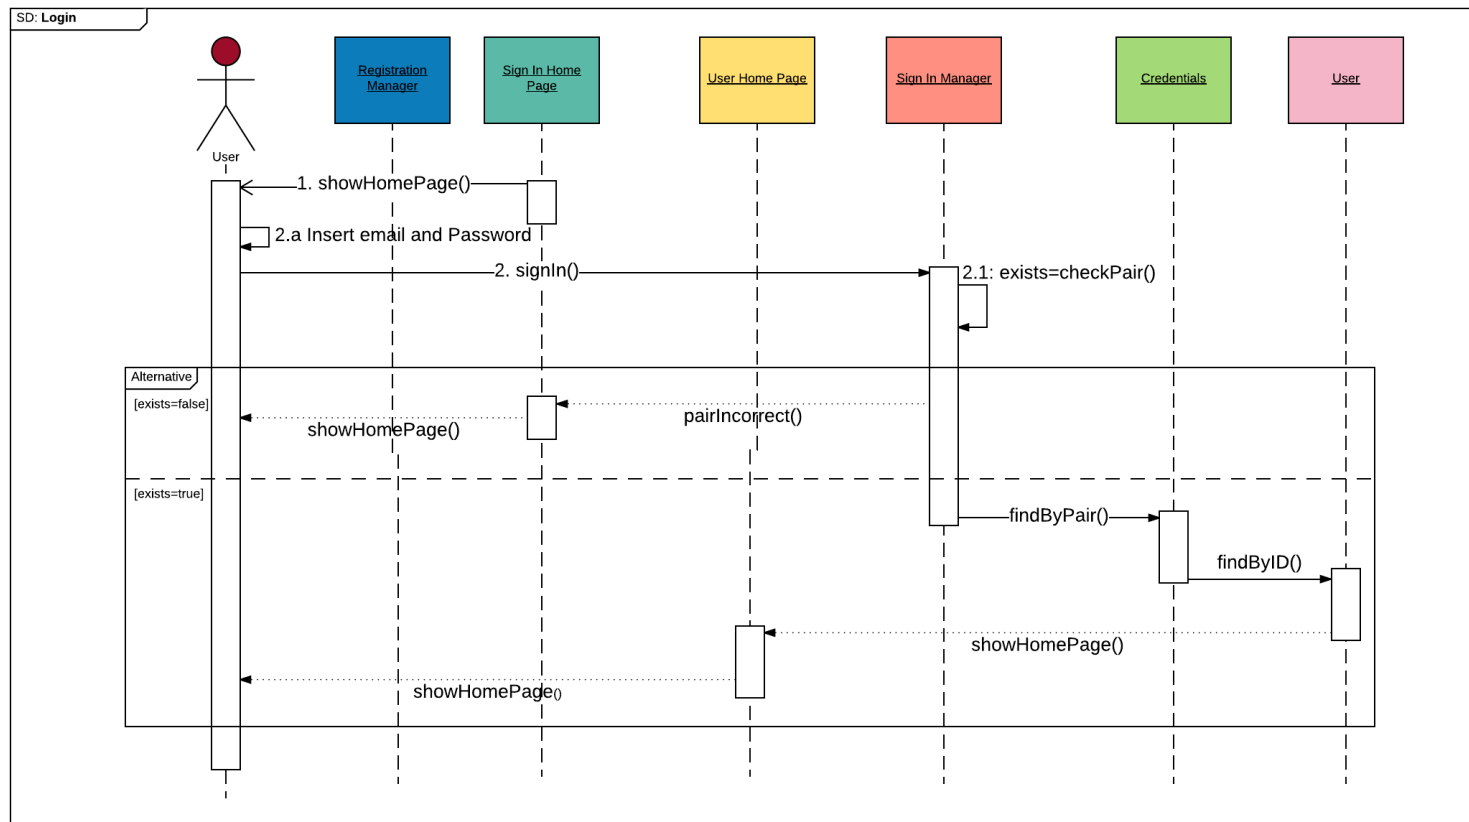 SD: Login
Registration
Manager
Sign In Home
Page
User Home Page
Sign In Manager
Credentials
User
User
1. showHomePage()
2.a Insert email and Password
2. signIn()
2.1: exists=checkPair()
Alternative
[exists=false]
pairIncorrect()
showHomePage()
[exists=true]
findByPair()
findByID()
showHomePage()
showHomePage()